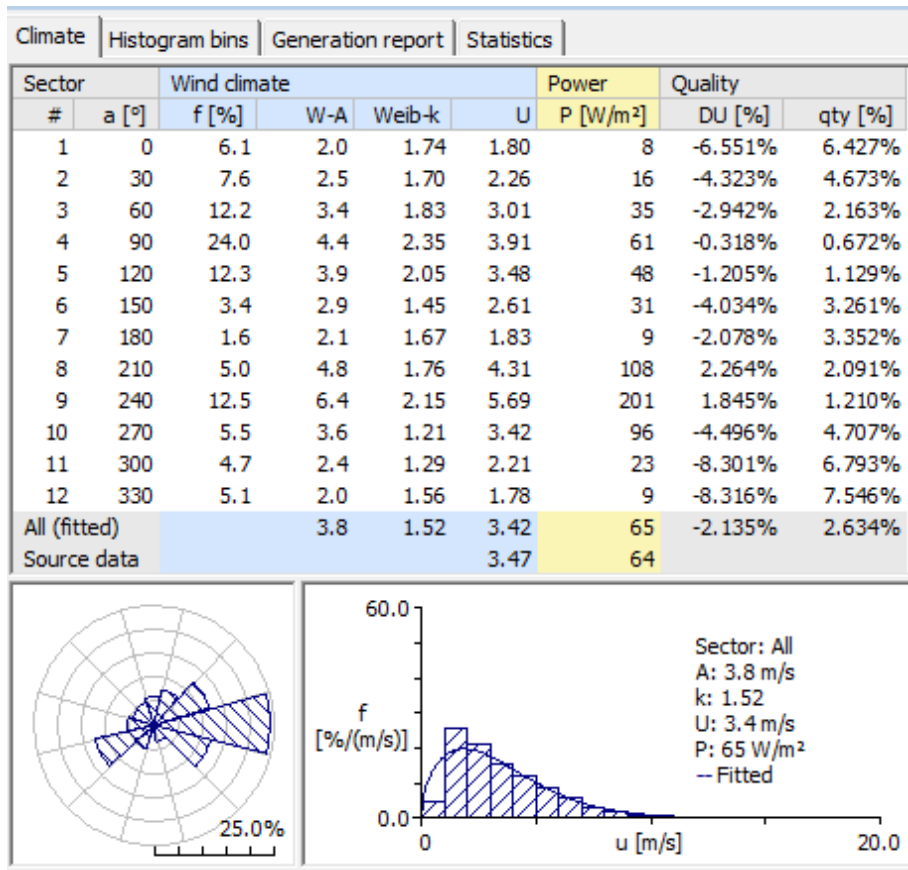 Climate Histogram bins Generation report Statistics
Sector Wind climate Power Quality
# a [°] f [%] W-A Weib-k U P [W/m²] DU [%] qty [%]
1 0 6.1 2.0 1.74 1.80 8 -6.551% 6.427%
2 30 7.6 2.5 1.70 2.26 16 -4.323% 4.673%
3 60 12.2 3.4 1.83 3.01 35 -2.942% 2.163%
4 90 24.0 4.4 2.35 3.91 61 -0.318% 0.672%
5 120 12.3 3.9 2.05 3.48 48 -1.205% 1.129%
6 150 3.4 2.9 1.45 2.61 31 -4.034% 3.261%
7 180 1.6 2.1 1.67 1.83 9 -2.078% 3.352%
8 210 5.0 4.8 1.76 4.31 108 2.264% 2.091%
9 240 12.5 6.4 2.15 5.69 201 1.845% 1.210%
10 270 5.5 3.6 1.21 3.42 96 -4.496% 4.707%
11 300 4.7 2.4 1.29 2.21 23 -8.301% 6.793%
12 330 5.1 2.0 1.56 1.78 9 -8.316% 7.546%
All (fitted) 3.8 1.52 3.42 65 -2.135% 2.634%
Source data 3.47 64
25.0%
60.0
f
[%/(m/s)]
0.0
0 u [m/s] 20.0
Sector: All
A: 3.8 m/s
k: 1.52
U: 3.4 m/s
P: 65 W/m²
-- Fitted